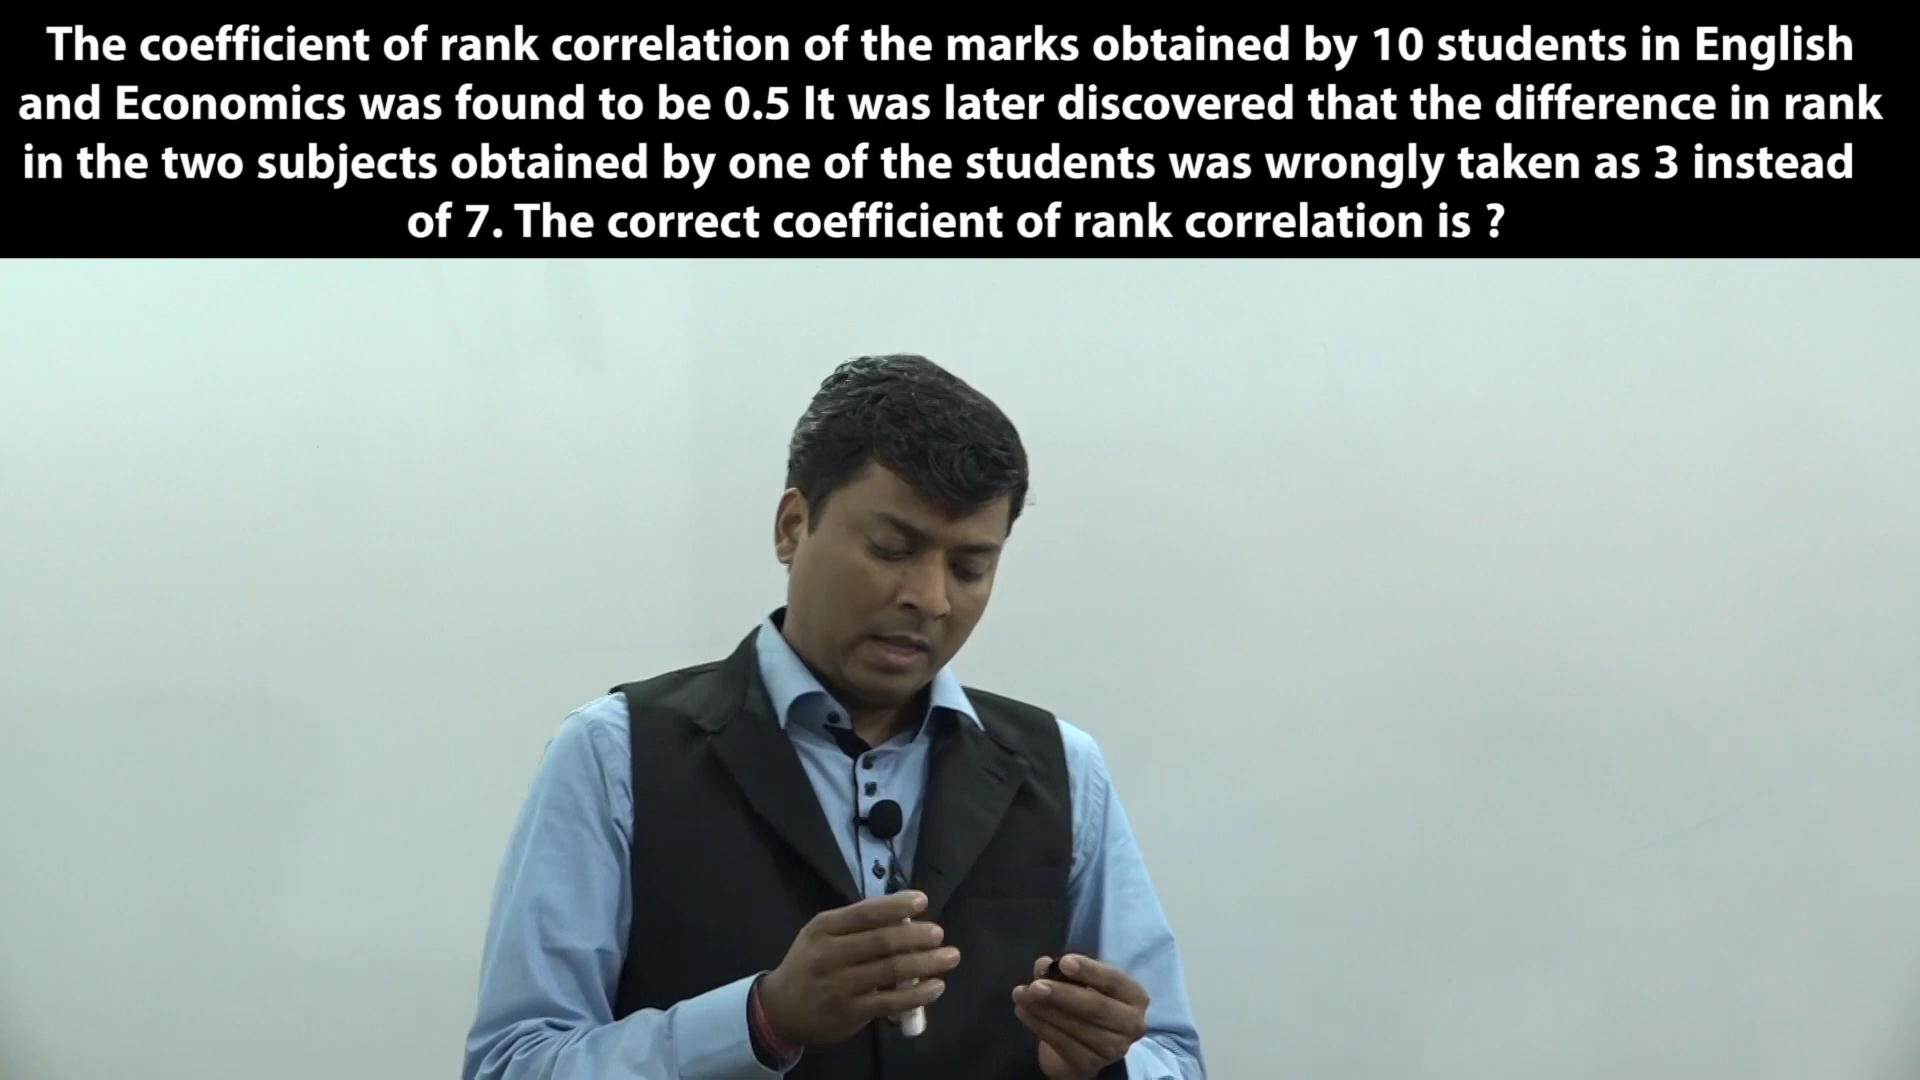 The coefficient of rank correlation of the marks obtained by 10 students in English
and Economics was found to be 0.5 It was later discovered that the difference in rank
in the two subjects obtained by one of the students was wrongly taken as 3 instead
of 7. The correct coefficient of rank correlation is ?